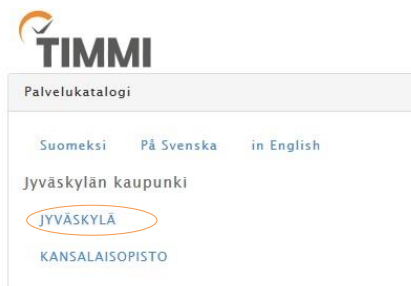 TIMMI
Palvelukatalogi
Suomeksi På Svenska in English
Jyväskylän kaupunki
JYVÄSKYLÄ
KANSALAISOPISTO